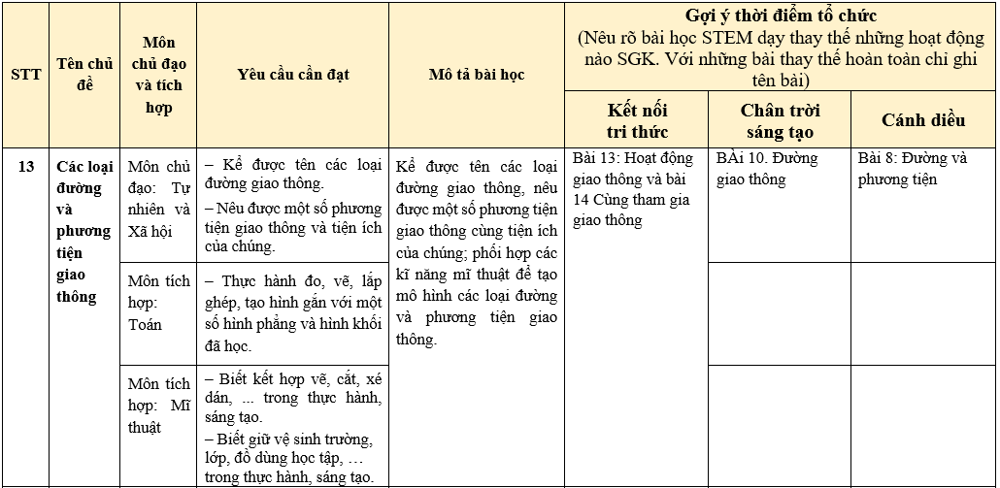 STT
Tên chủ
đề
Môn
chủ đạo
và tích
hợp
Yêu cầu cần đạt
Mô tả bài học
Gợi ý thời điểm tổ chức
(Nêu rõ bài học STEM dạy thay thế những hoạt động
nào SGK. Với những bài thay thế hoàn toàn chỉ ghi
tên bài)
Kết nối
tri thức
Chân trời
sáng tạo
Cánh diều
13
Các loại
đường
và
phương
tiện
giao
thông
Môn chủ
đạo: Tự
nhiên và
Xã hội
– Kể được tên các loại
đường giao thông.
– Nêu được một số phương
tiện giao thông và tiện ích
của chúng.
Môn tích
hợp:
Toán
– Thực hành đo, vẽ, lắp
ghép, tạo hình gắn với một
số hình phẳng và hình khối
đã học.
Môn tích
hợp: Mĩ
thuật
– Biết kết hợp vẽ, cắt, xé
dán, ... trong thực hành,
sáng tạo.
– Biết giữ vệ sinh trường,
lớp, đồ dùng học tập, …
trong thực hành, sáng tạo.
Kể được tên các loại
đường giao thông, nêu
được một số phương tiện
giao thông cùng tiện ích
của chúng; phối hợp các
kĩ năng mĩ thuật để tạo
mô hình các loại đường
và phương tiện giao
thông.
Bài 13: Hoạt động
giao thông và bài
14 Cùng tham gia
giao thông
BÀI 10. Đường
giao thông
Bài 8: Đường và
phương tiện